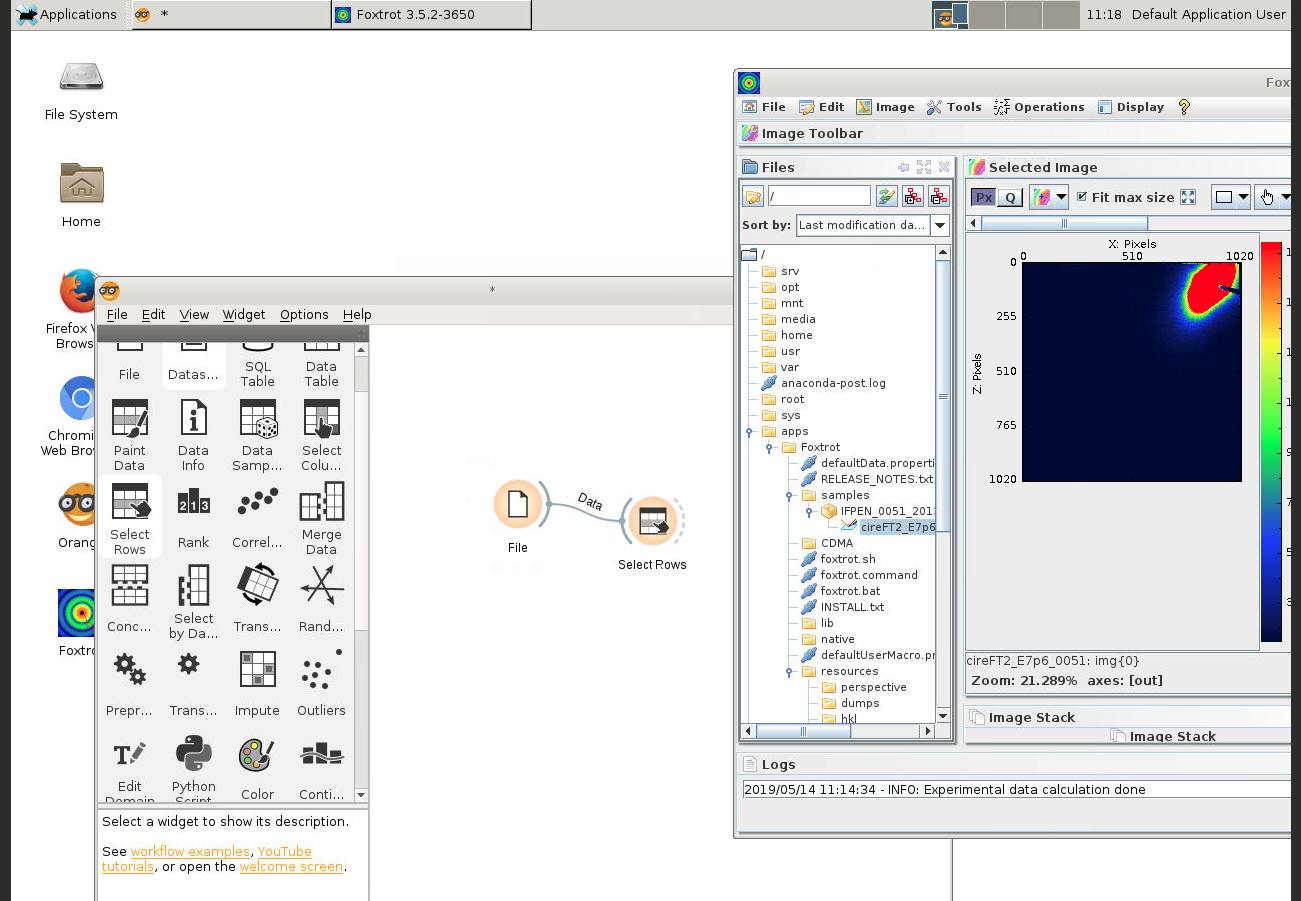 Applications
*
Foxtrot 3.5.2-3650
11:18 Default Application User
File System
Home
Firefox
Brows
Chromi
Web Brow
Orang
Foxtro
*
File Edit View Widget Options Help
File
Datas...
SQL
Table
Data
Table
Paint
Data
Data
Info
Data
Samp...
Select
Colu...
Select
Rows
Rank
Correl...
Merge
Data
Conc...
Select
by Da...
Trans...
Rand...
Prepr...
Trans...
Impute
Outliers
Edit
Domain
Python
Script
Color
Conti...
Select a widget to show its description.
See workflow examples, YouTube
tutorials, or open the welcome screen.
File
Data
Select Rows
Fox
File Edit Image Tools Operations Display
Image Toolbar
Files
/
Sort by: Last modification da...
/
srv
opt
mnt
media
home
usr
var
anaconda-post.log
root
sys
apps
Foxtrot
defaultData.properti
RELEASE_NOTES.txt
samples
IFPEN_0051_201
cireFT2_E7p6
CDMA
foxtrot.sh
foxtrot.command
foxtrot.bat
INSTALL.txt
lib
native
defaultUserMacro.pr
resources
perspective
dumps
hkl
Selected Image
Px Q Fit max size
X: Pixels
0 510 1020
0
255
510
765
1020
Z: Pixels
cireFT2_E7p6_0051: img{0}
Zoom: 21.289% axes: [out]
Image Stack
Image Stack
Logs
2019/05/14 11:14:34 - INFO: Experimental data calculation done